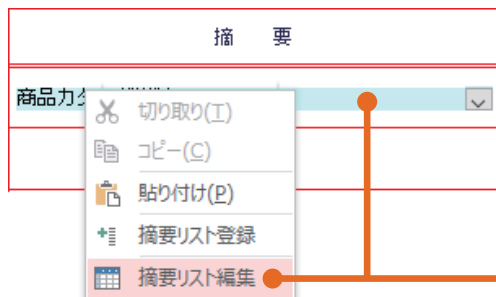 摘 要
商品カタ
切り取り(T)
コピー(C)
貼り付け(P)
摘要リスト登録
摘要リスト編集